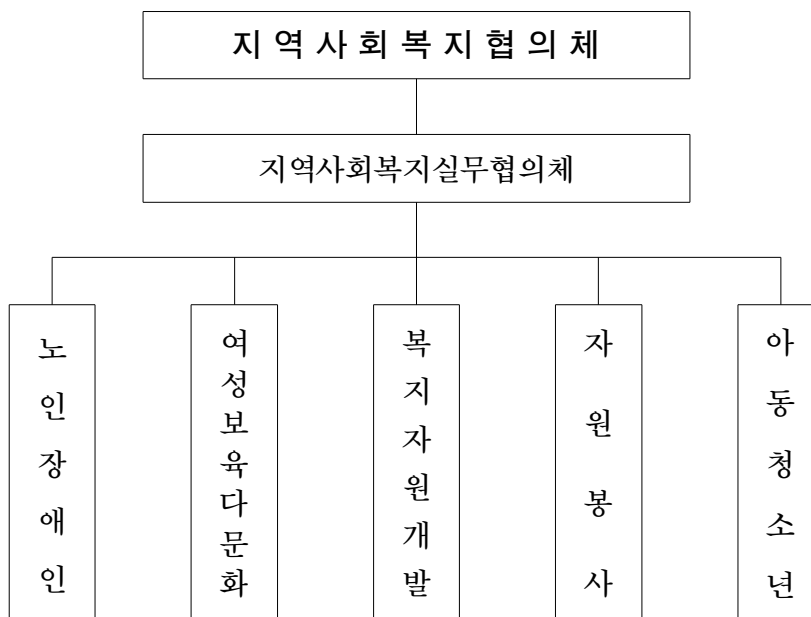 지역사회복지협의체
지역사회복지실무협의체
노인장애인
여성보육다문화
복지자원개발
자원봉사
아동청소년